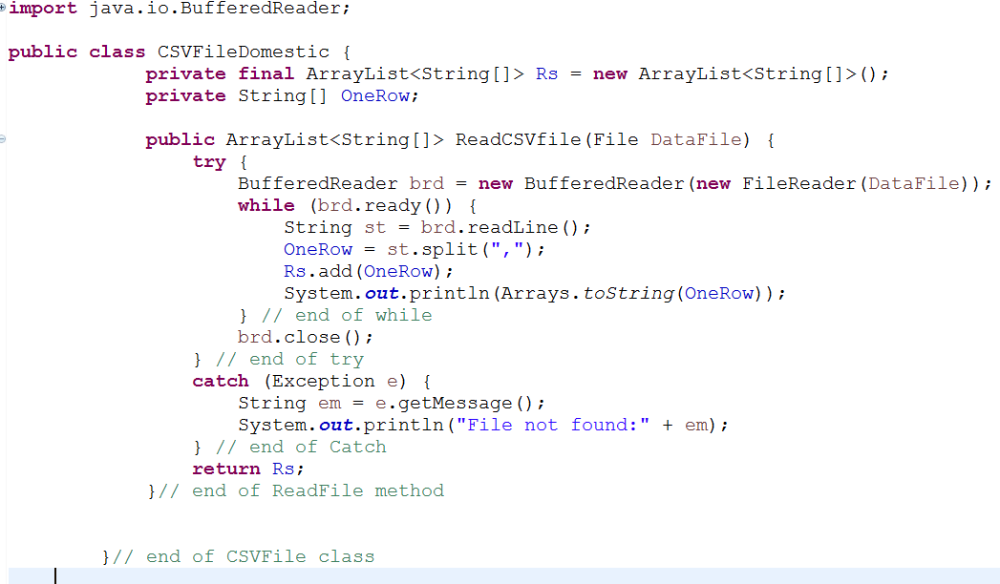 import java.io.BufferedReader;
public class CSVFileDomestic {
private final ArrayList<String[]> Rs = new ArrayList<String[]>();
private String[] OneRow;
public ArrayList<String[]> ReadCSVfile(File DataFile) {
try {
BufferedReader brd = new BufferedReader(new FileReader(DataFile));
while (brd.ready()) {
String st = brd.readLine();
OneRow = st.split(",");
Rs.add(OneRow);
System.out.println(Arrays.toString(OneRow));
} // end of while
brd.close();
} // end of try
catch (Exception e) {
String em = e.getMessage();
System.out.println("File not found:" + em);
} // end of Catch
return Rs;
}// end of ReadFile method
}// end of CSVFile class